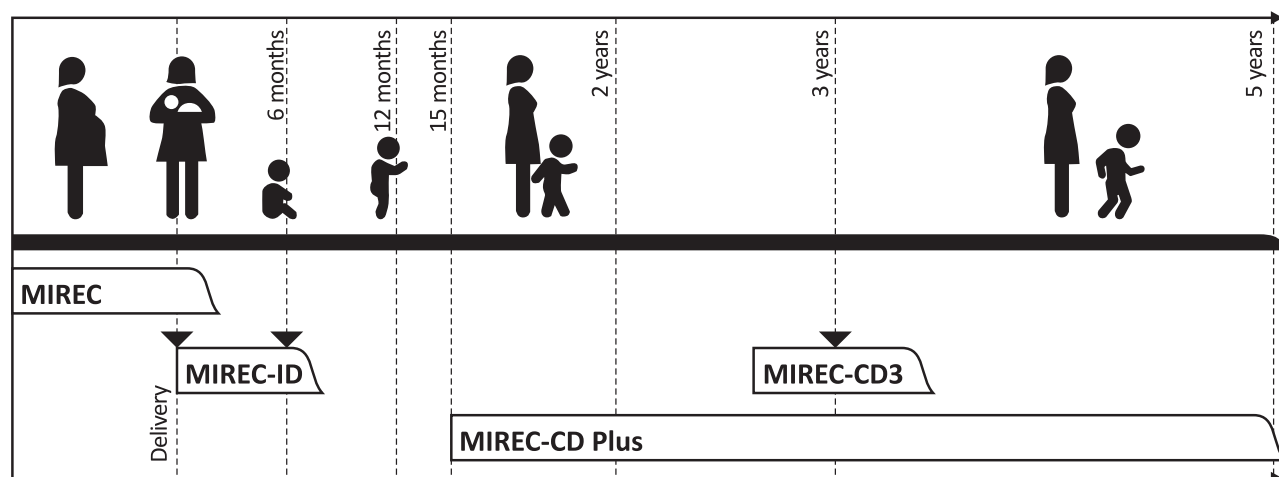 6 months
12 months
15 months
2 years
3 years
5 years
MIREC
Delivery
MIREC-ID
MIREC-CD3
MIREC-CD Plus